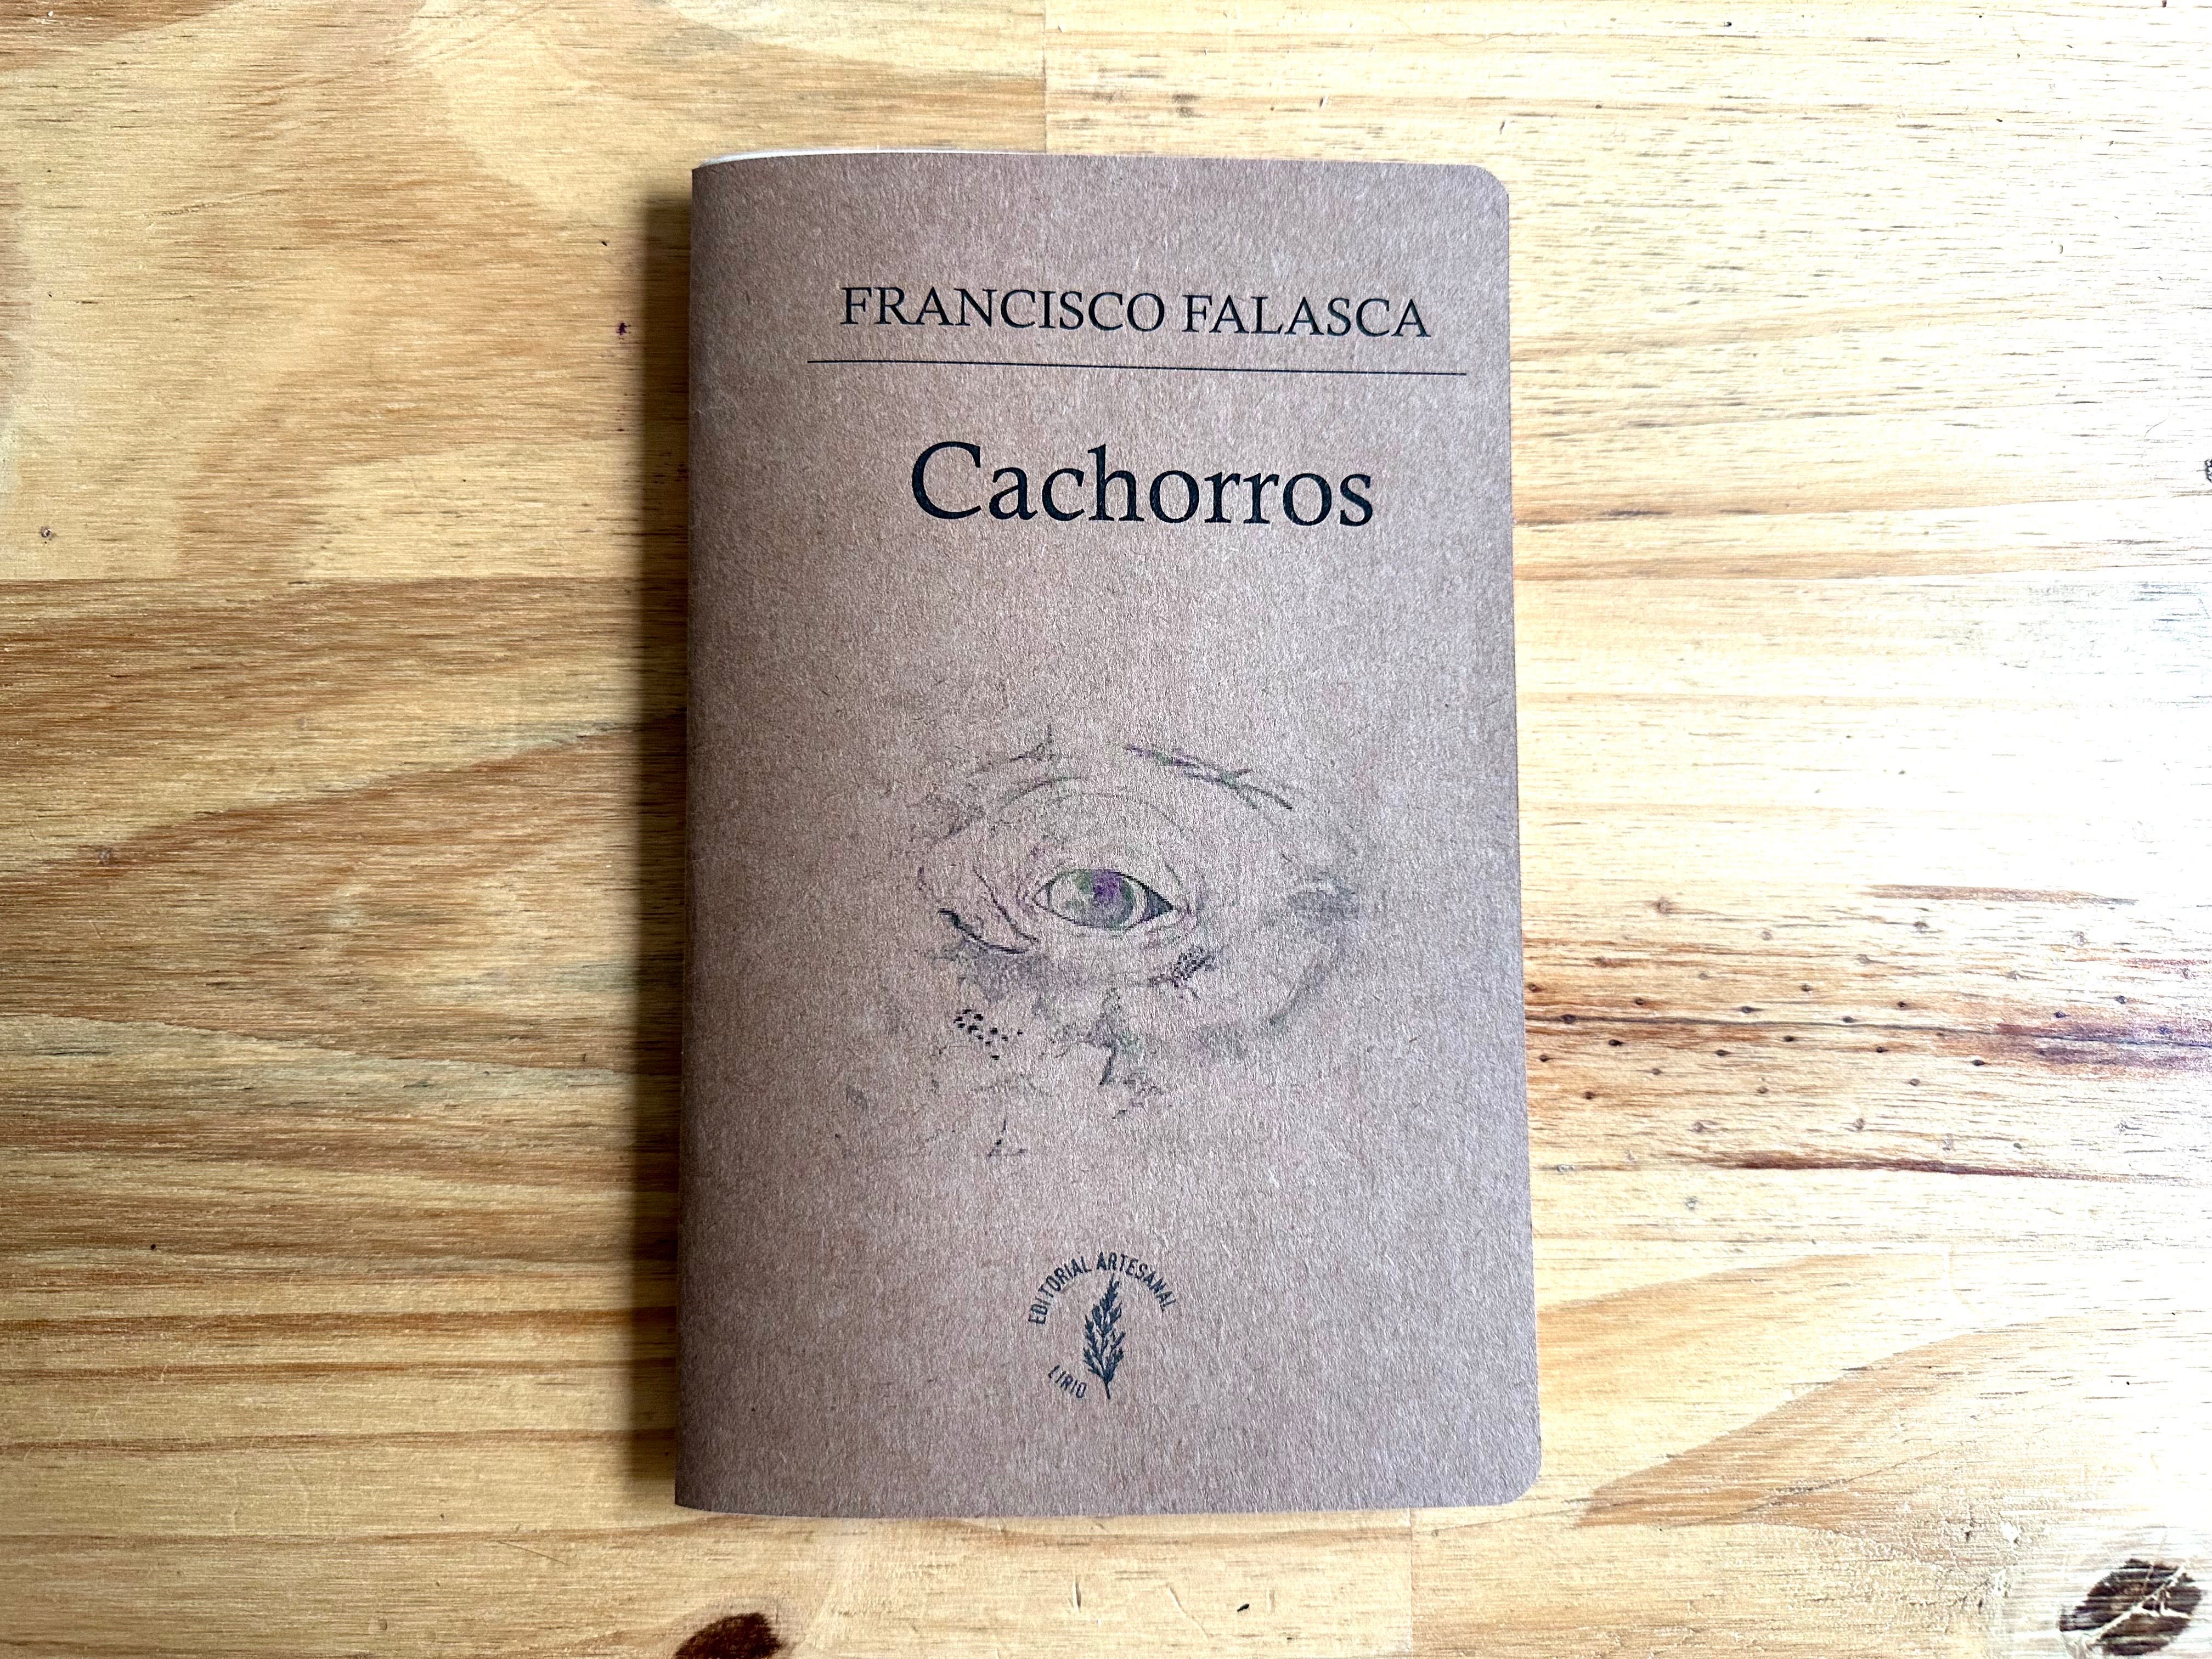 FRANCISCO FALASCA
Cachorros
EDITORIAL ARTESANAL
LIRIO